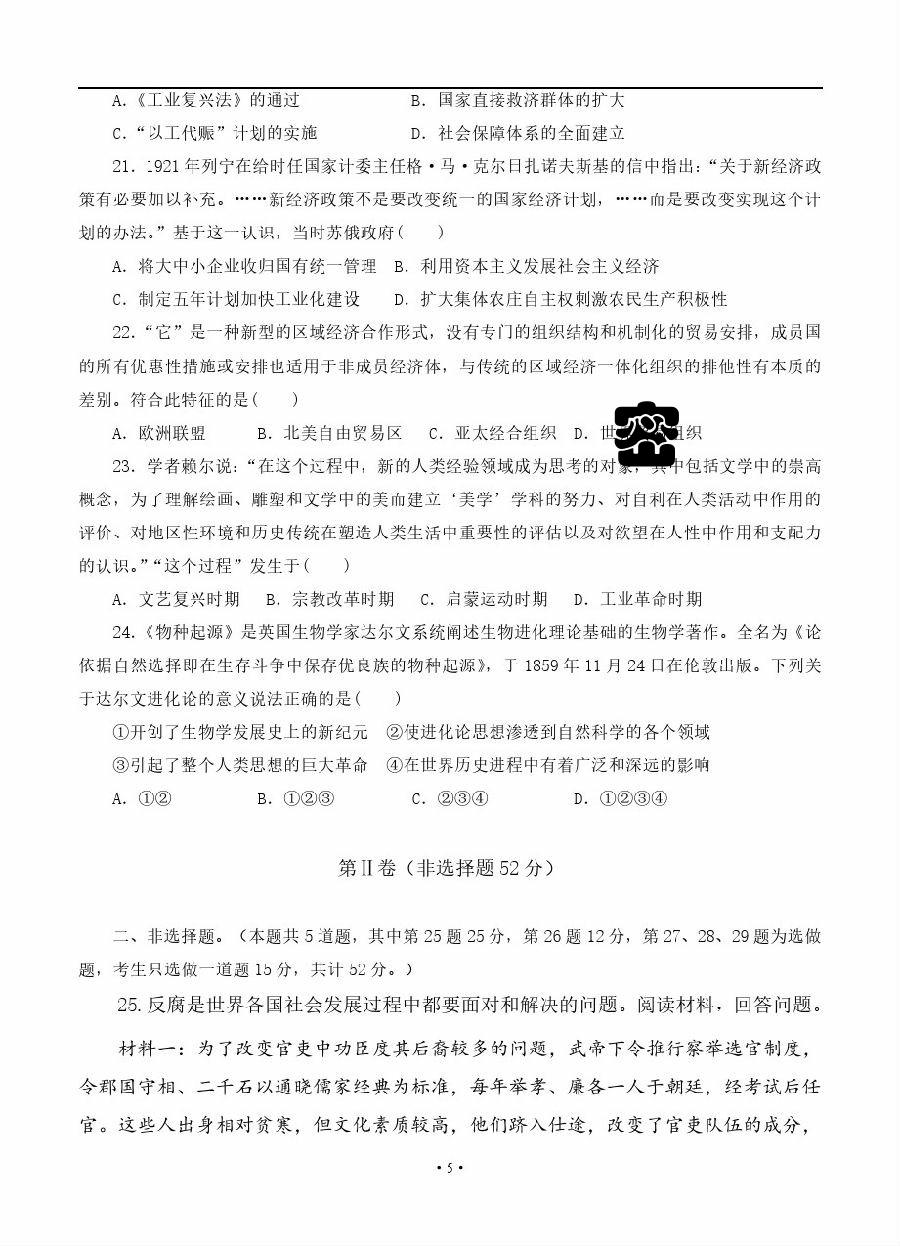 A．《工业复兴法》的通过　　B．国家直接救济群体的扩大
C．“以工代赈”计划的实施　　D．社会保障体系的全面建立
21．1921年列宁在给时任国家计委主任格·马·克尔日扎诺夫斯基的信中指出：“关于新经济政
策有必要加以补充。……新经济政策不是要改变统一的国家经济计划，……而是要改变实现这个计
划的办法。”基于这一认识，当时苏俄政府(　　)
A．将大中小企业收归国有统一管理　B．利用资本主义发展社会主义经济
C．制定五年计划加快工业化建设　　D．扩大集体农庄自主权刺激农民生产积极性
22．“它”是一种新型的区域经济合作形式，没有专门的组织结构和机制化的贸易安排，成员国
的所有优惠性措施或安排也适用于非成员经济体，与传统的区域经济一体化组织的排他性有本质的
差别。符合此特征的是(　　)
A．欧洲联盟　　B．北美自由贸易区　C．亚太经合组织　D．世　组织
23．学者赖尔说：“在这个过程中，新的人类经验领域成为思考的对象，其中包括文学中的崇高
概念，为了理解绘画、雕塑和文学中的美而建立‘美学’学科的努力、对自利在人类活动中作用的
评价、对地区性环境和历史传统在塑造人类生活中重要性的评估以及对欲望在人性中作用和支配力
的认识。”“这个过程”发生于(　　)
A．文艺复兴时期　B．宗教改革时期　C．启蒙运动时期　D．工业革命时期
24．《物种起源》是英国生物学家达尔文系统阐述生物进化理论基础的生物学著作。全名为《论
依据自然选择即在生存斗争中保存优良族的物种起源》，于1859年11月24日在伦敦出版。下列关
于达尔文进化论的意义说法正确的是(　　)
①开创了生物学发展史上的新纪元　②使进化论思想渗透到自然科学的各个领域
③引起了整个人类思想的巨大革命　④在世界历史进程中有着广泛和深远的影响
A．①②　　B．①②③　　C．②③④　　D．①②③④
第Ⅱ卷（非选择题52分）
二、非选择题。（本题共5道题，其中第25题25分，第26题12分，第27、28、29题为选做
题，考生只选做一道题15分，共计52分。）
25.反腐是世界各国社会发展过程中都要面对和解决的问题。阅读材料，回答问题。
材料一：为了改变官吏中功臣度其后裔较多的问题，武帝下令推行察举选官制度，
令郡国守相、二千石以通晓儒家经典为标准，每年举孝、廉各一人于朝廷，经考试后任
官。这些人出身相对贫寒，但文化素质较高，他们跻入仕途，改变了官吏队伍的成分，
·5·